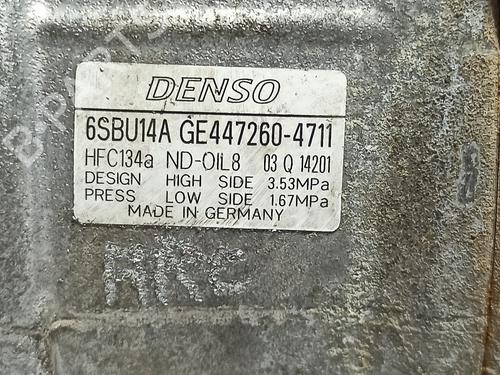 DENSO
6SBU14A GE447260-4711
HFC134a ND-OIL8 03 Q 14201
DESIGN HIGH SIDE 3.53MPa
PRESS LOW SIDE 1.67MPa
MADE IN GERMANY